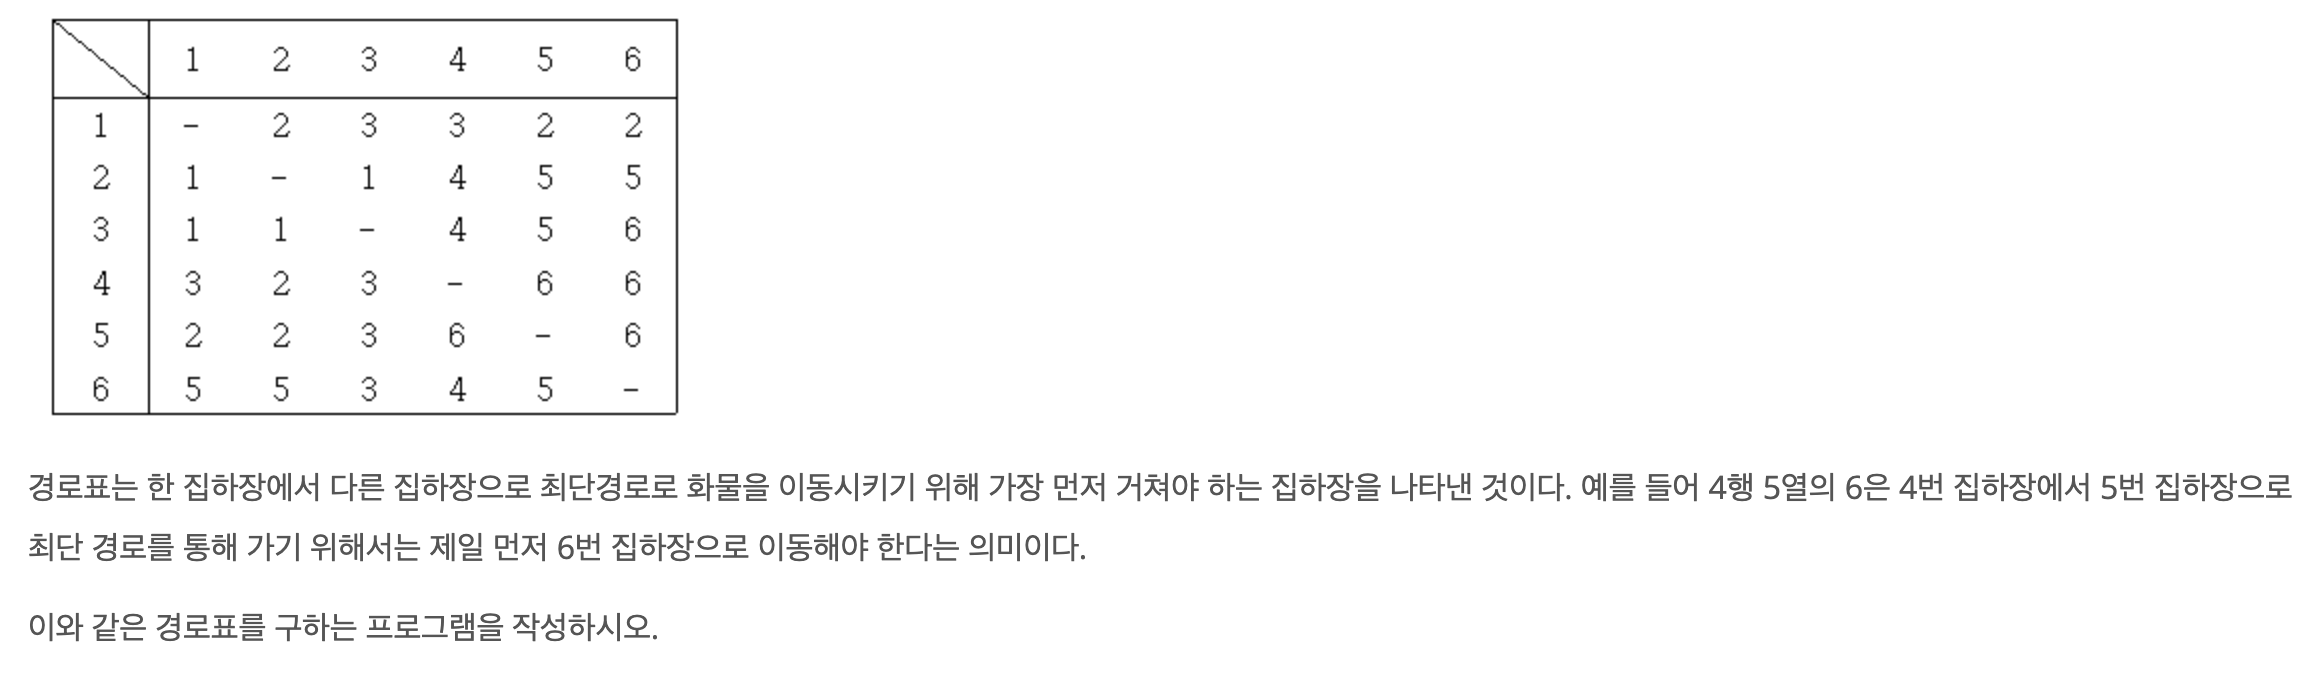 1 2 3 4 5 6
1 - 2 3 3 2 2
2 1 - 1 4 5 5
3 1 1 - 4 5 6
4 3 2 3 - 6 6
5 2 2 3 6 - 6
6 5 5 3 4 5 -
경로표는 한 집하장에서 다른 집하장으로 최단경로로 화물을 이동시키기 위해 가장 먼저 거쳐야 하는 집하장을 나타낸 것이다. 예를 들어 4행 5열의 6은 4번 집하장에서 5번 집하장으로
최단 경로를 통해 가기 위해서는 제일 먼저 6번 집하장으로 이동해야 한다는 의미이다.
이와 같은 경로표를 구하는 프로그램을 작성하시오.